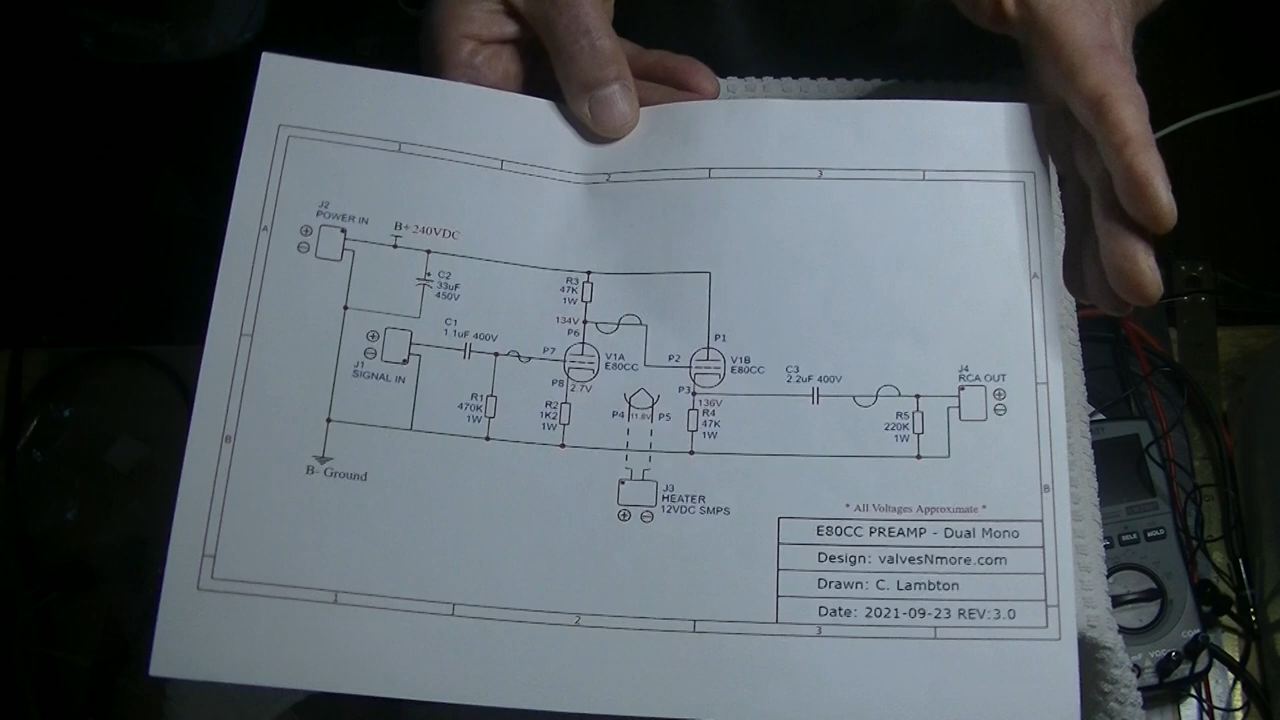 1
2
3
A
A
J2
POWER IN
B+ 240VDC
C2
33uF
450V
R3
47K
1W
134V
P6
C1
1.1uF 400V
J1
SIGNAL IN
P7
V1A
E80CC
P8
2.7V
P1
P2
V1B
E80CC
P3
136V
C3
2.2uF 400V
J4
RCA OUT
R1
470K
1W
R2
1K2
1W
P4
11.8V
P5
R4
47K
1W
R5
220K
1W
B
B
B- Ground
J3
HEATER
12VDC SMPS
* All Voltages Approximate *
E80CC PREAMP - Dual Mono
Design: valvesNmore.com
Drawn: C. Lambton
Date: 2021-09-23 REV:3.0
1
2
3
SELE
HOLD